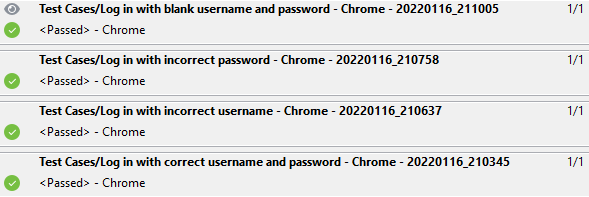 Test Cases/Log in with blank username and password - Chrome - 20220116_211005 1/1
<Passed> - Chrome
Test Cases/Log in with incorrect password - Chrome - 20220116_210758 1/1
<Passed> - Chrome
Test Cases/Log in with incorrect username - Chrome - 20220116_210637 1/1
<Passed> - Chrome
Test Cases/Log in with correct username and password - Chrome - 20220116_210345 1/1
<Passed> - Chrome